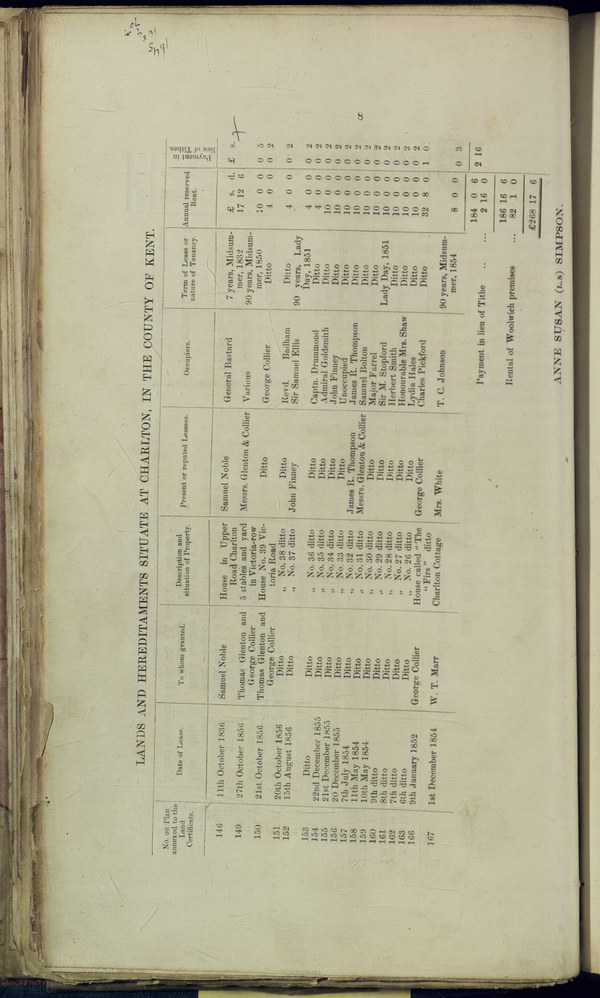 8
LANDS AND HEREDITAMENTS SITUATE AT CHARLTON, IN THE COUNTY OF KENT.
No. on Plan annexed to the Land Certificate. Date of Lease. To whom granted. Description and situation of Property. Present or reputed Lessees. Occupiers. Term of Lease or nature of Tenancy. Annual reserved Rent. Payment in lieu of Tithes.
£ s. d. £ s.
146 11th October 1836 Samuel Noble House in Upper Road Charlton Samuel Noble General Bastard 7 years, Midsummer, 1832 17 12 6
149 27th October 1856 Thomas Glenton and George Collier 5 stables and yard in Victoria-row Messrs. Glenton & Collier Various 90 years, Midsummer, 1850 10 0 0 0 5
150 21st October 1856 Thomas Glenton and George Collier House No. 39 Victoria Road Ditto George Collier Ditto 4 0 0 0 2
151 20th October 1856 Ditto „ No. 38 ditto Ditto Revd. Badham Ditto 4 0 0 0 2
152 15th August 1856 Ditto „ No. 37 ditto John Finney Sir Samuel Ellis 90 years, Lady Day, 1851
153 Ditto Ditto „ No. 36 ditto Ditto Captn. Drummond Ditto 4 0 0 0 2
154 22nd December 1855 Ditto „ No. 35 ditto Ditto Admiral Goldsmith Ditto 4 0 0 0 2
155 21st December 1855 Ditto „ No. 34 ditto Ditto John Finney Ditto 10 0 0 0 2
156 20 December 1855 Ditto „ No. 33 ditto Ditto Unoccupied Ditto 10 0 0 0 2
157 7th July 1854 Ditto „ No. 32 ditto James R. Thompson James R. Thompson Ditto 10 0 0 0 2
158 11th May 1854 Ditto „ No. 31 ditto Messrs. Glenton & Collier Samuel Bolton Ditto 10 0 0 0 2
159 10th May 1854 Ditto „ No. 30 ditto Ditto Major Farrel Ditto 10 0 0 0 2
160 9th ditto Ditto „ No. 29 ditto Ditto Sir M. Stopford Lady Day, 1851 10 0 0 0 2
161 8th ditto Ditto „ No. 28 ditto Ditto Herbert Smith Ditto 10 0 0 0 2
162 7th ditto Ditto „ No. 27 ditto Ditto Honourable Mrs. Shaw Ditto 10 0 0 0 2
163 6th ditto Ditto „ No. 26 ditto Ditto Lydia Hales Ditto 10 0 0 0 2
166 9th January 1852 George Collier House called "The Firs" ditto George Collier Charles Pickford Ditto 32 8 0 1 0
167 1st December 1854 W. T. Marr Charlton Cottage Mrs. White T. C. Johnson 90 years, Midsummer, 1854 8 0 0 0 3
184 0 6 2 16
Payment in lieu of Tithe ... 2 16 0
186 16 6
Rental of Woolwich premises ... 82 1 0
£268 17 6
ANNE SUSAN (L.S) SIMPSON.